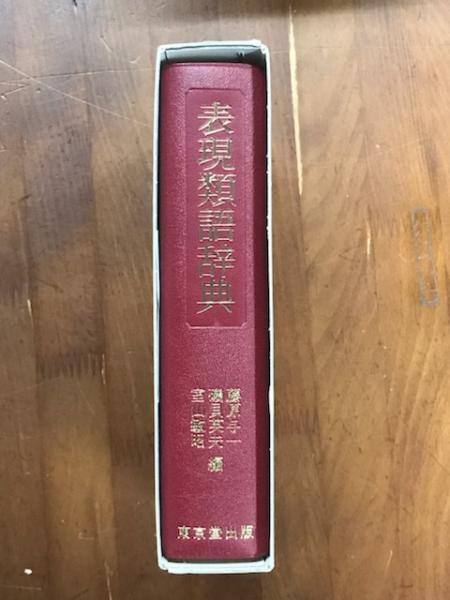 表現類語辞典
藤原与一
磯貝英夫
室山敏昭
編
東京堂出版